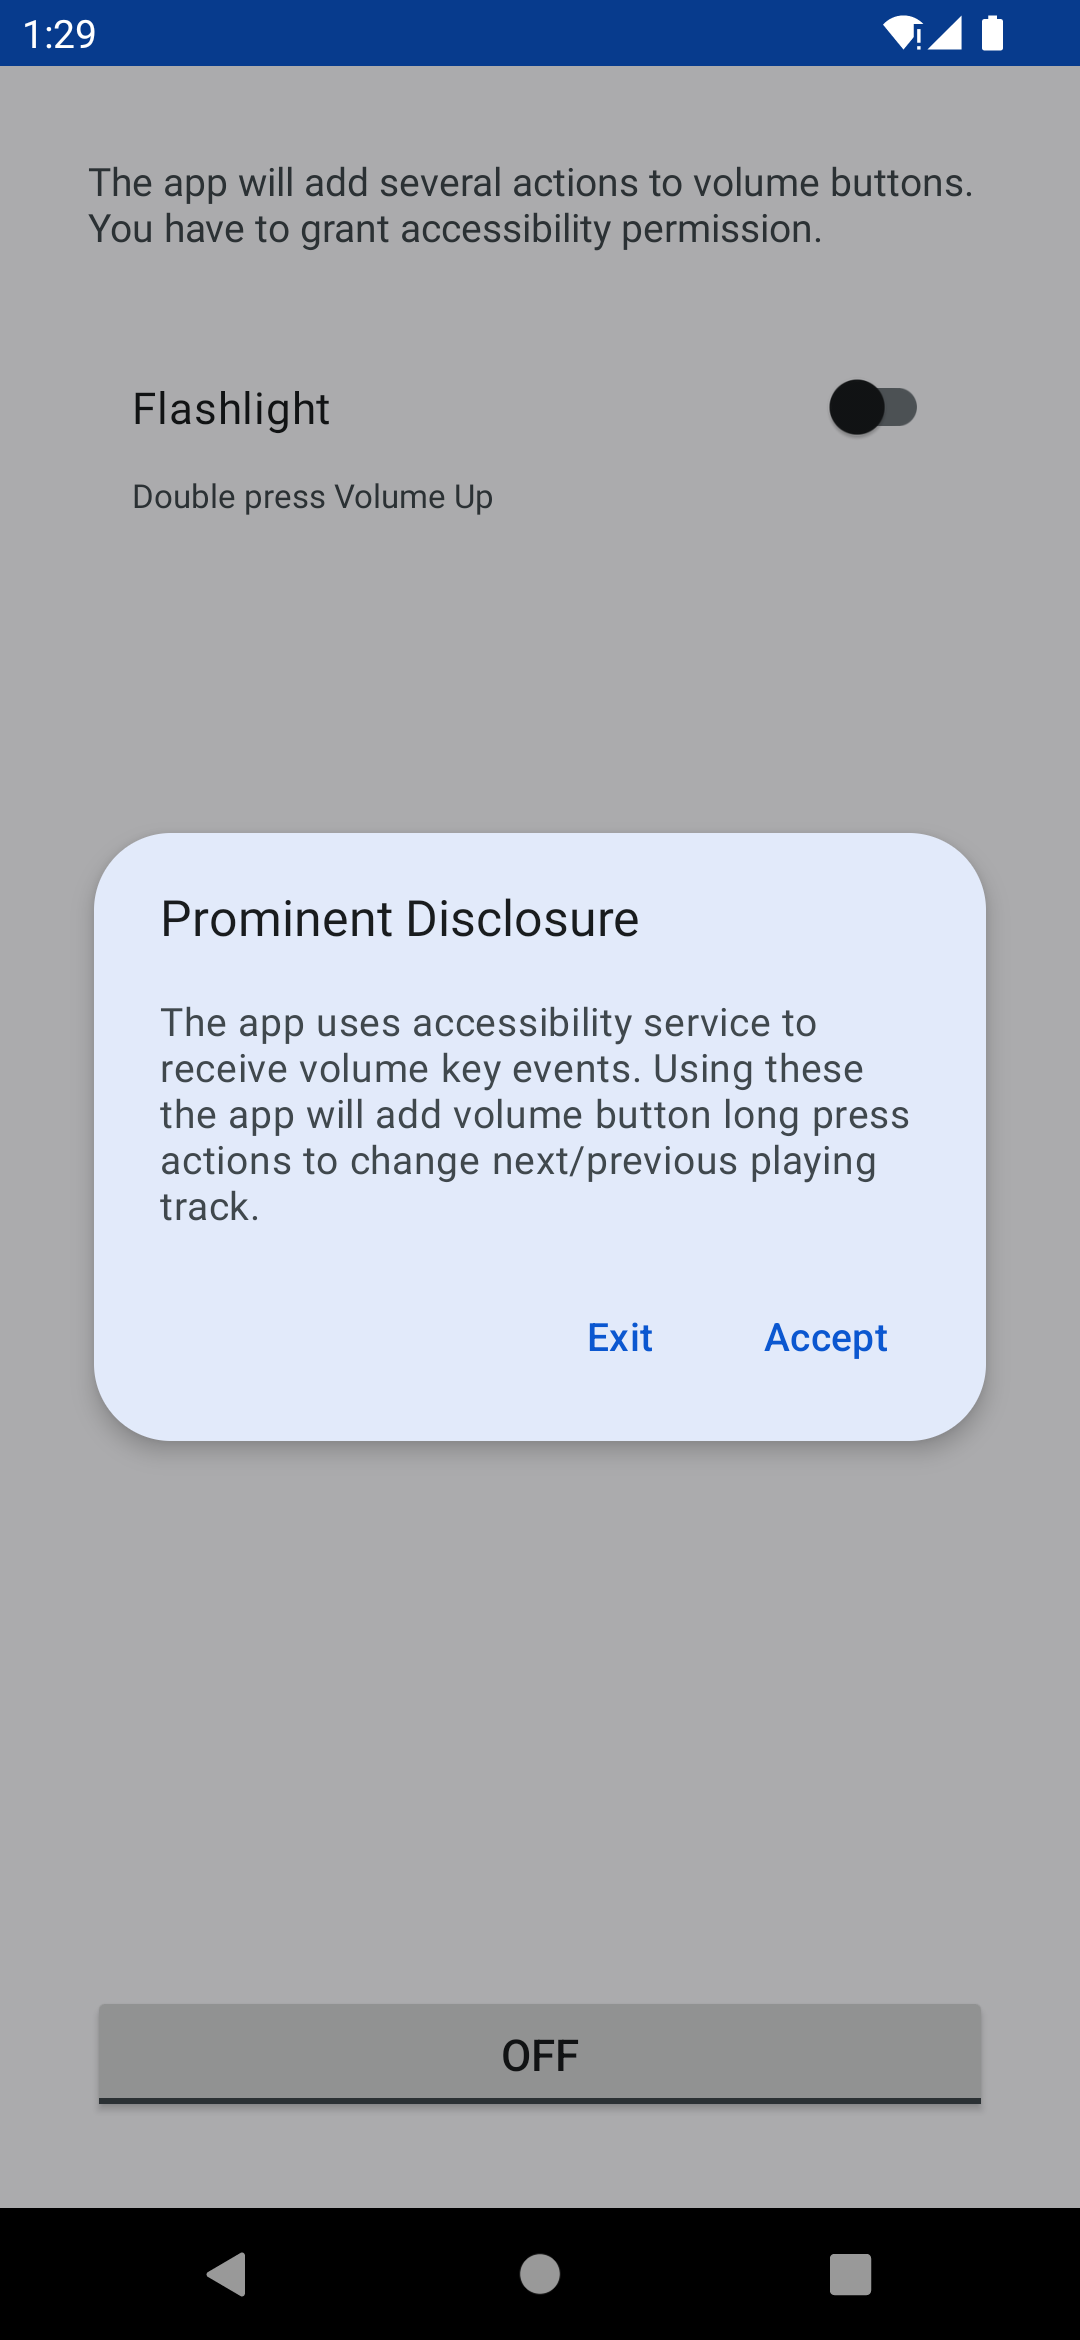 1:29
The app will add several actions to volume buttons.
You have to grant accessibility permission.
Flashlight
Double press Volume Up
Prominent Disclosure
The app uses accessibility service to
receive volume key events. Using these
the app will add volume button long press
actions to change next/previous playing
track.
Exit Accept
OFF